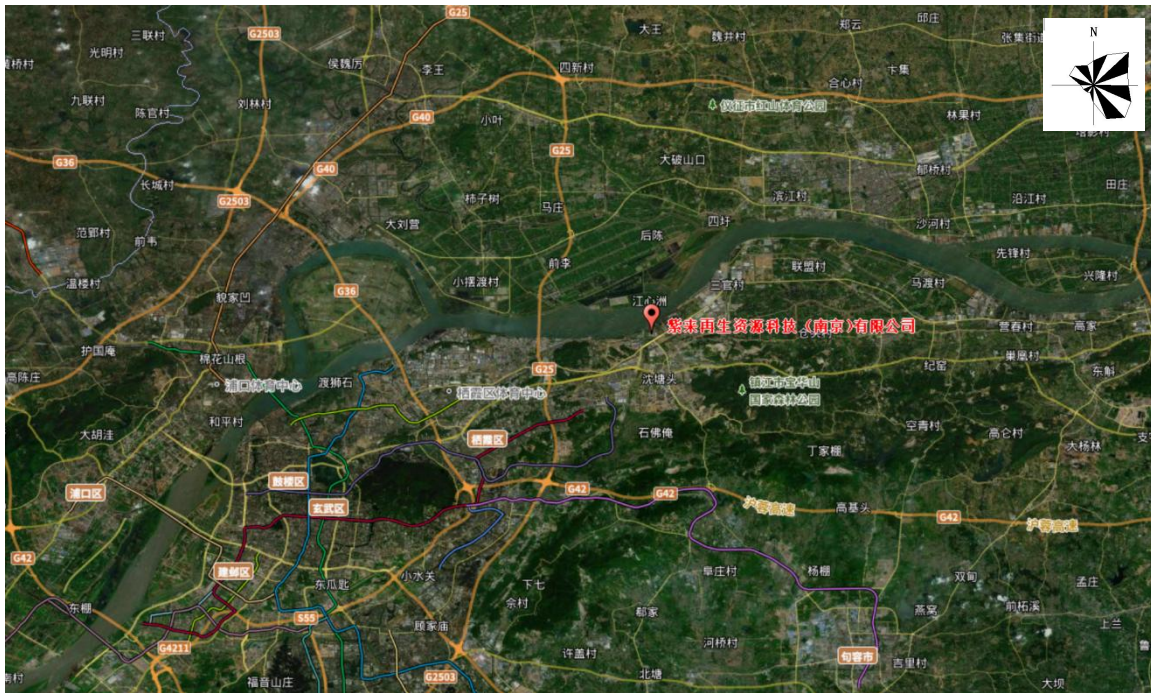 G25
三联村
光明村
G2503
侯魏厉
李王
四新村
大王
魏井村
郑云
邱庄
张集街道
N
九联村
陈官村
刘林村
G40
小叶
合心村
卞集
仪征市红山体育公园
林果村
G36
G40
G25
大破山口
郁桥村
长城村
G2503
柿子树
马庄
滨江村
沿江村
田庄
范郢村
前韦
大刘营
后陈
四圩
沙河村
前李
联盟村
先锋村
温楼村
小摆渡村
三官村
马渡村
兴隆村
G36
江心洲
紫来再生资源科技（南京）有限公司
营春村
高家
护国庵
棉花山根
G25
纪窑
巢凰村
高陈庄
浦口体育中心
渡狮石
栖霞区体育中心
沈塘头
镇江市宝华山
国家森林公园
东斛
和平村
大胡洼
栖霞区
石佛俺
空青村
高仑村
丁家棚
大杨林
浦口区
鼓楼区
玄武区
G42
G42
沪蓉高速
高基头
G42
沪蓉高速
G42
建邺区
东瓜匙
小水关
下七
阜庄村
杨棚
双甸
孟庄
东棚
S55
佘村
郗家
燕窝
前柘溪
上兰
顾家庙
G4211
河桥村
许盖村
句容市
吉里村
G2503
福音山庄
北塘
大坝